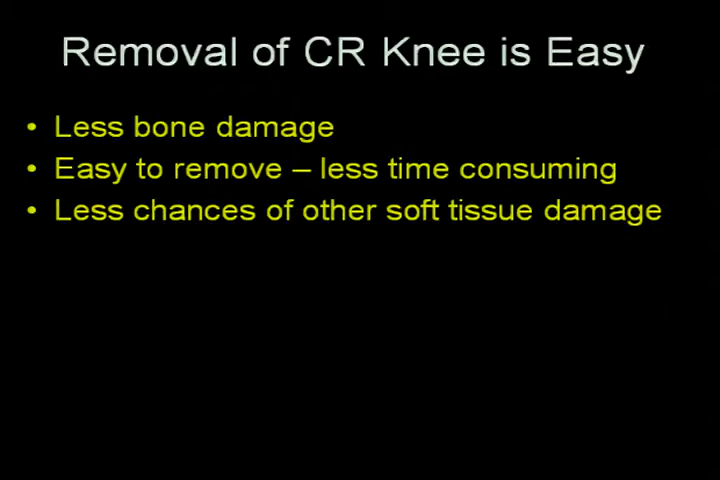 Removal of CR Knee is Easy
• Less bone damage
• Easy to remove – less time consuming
• Less chances of other soft tissue damage